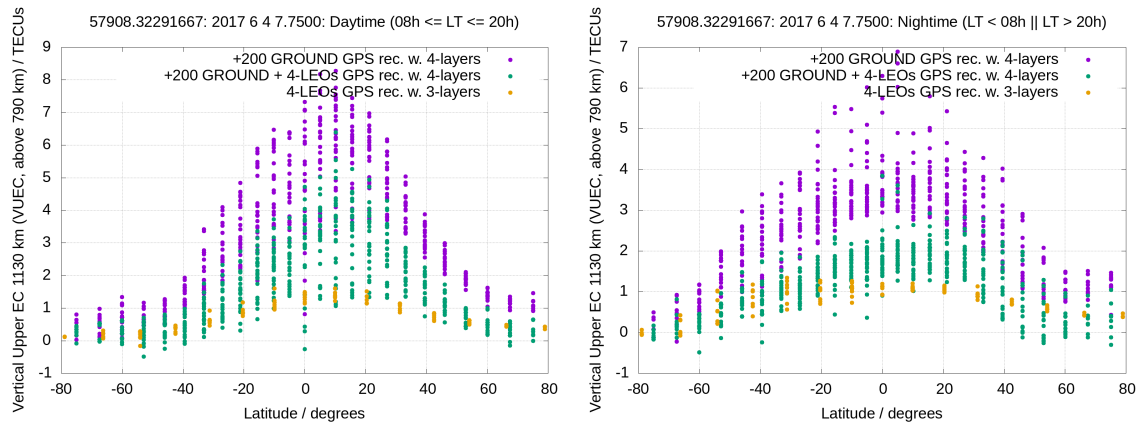 57908.32291667: 2017 6 4 7.7500: Daytime (08h <= LT <= 20h)
Vertical Upper EC 1130 km (VUEC, above 790 km) / TECUs
+200 GROUND GPS rec. w. 4-layers
+200 GROUND + 4-LEOs GPS rec. w. 4-layers
4-LEOs GPS rec. w. 3-layers
9
8
7
6
5
4
3
2
1
0
-1
-80 -60 -40 -20 0 20 40 60 80
Latitude / degrees
57908.32291667: 2017 6 4 7.7500: Nightime (LT < 08h || LT > 20h)
Vertical Upper EC 1130 km (VUEC, above 790 km) / TECUs
+200 GROUND GPS rec. w. 4-layers
+200 GROUND + 4-LEOs GPS rec. w. 4-layers
4-LEOs GPS rec. w. 3-layers
7
6
5
4
3
2
1
0
-1
-80 -60 -40 -20 0 20 40 60 80
Latitude / degrees